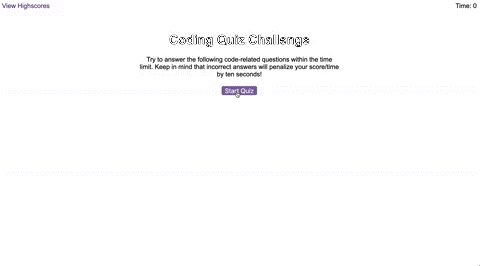 View Highscores
Time: 0
Coding Quiz Challenge
Try to answer the following code-related questions within the time
limit. Keep in mind that incorrect answers will penalize your score/time
by ten seconds!
Start Quiz